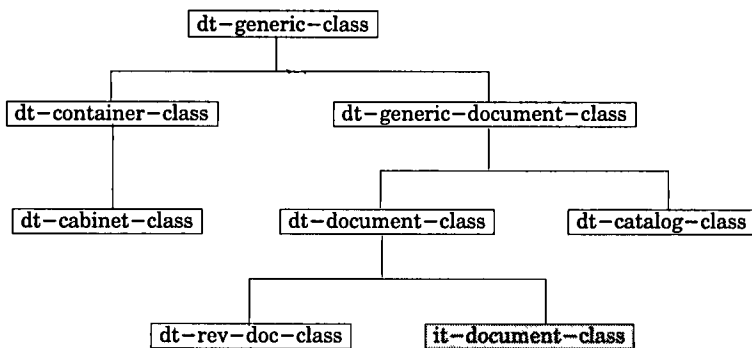 dt-generic-class
dt-container-class
dt-generic-document-class
dt-cabinet-class
dt-document-class
dt-catalog-class
dt-rev-doc-class
it-document-class